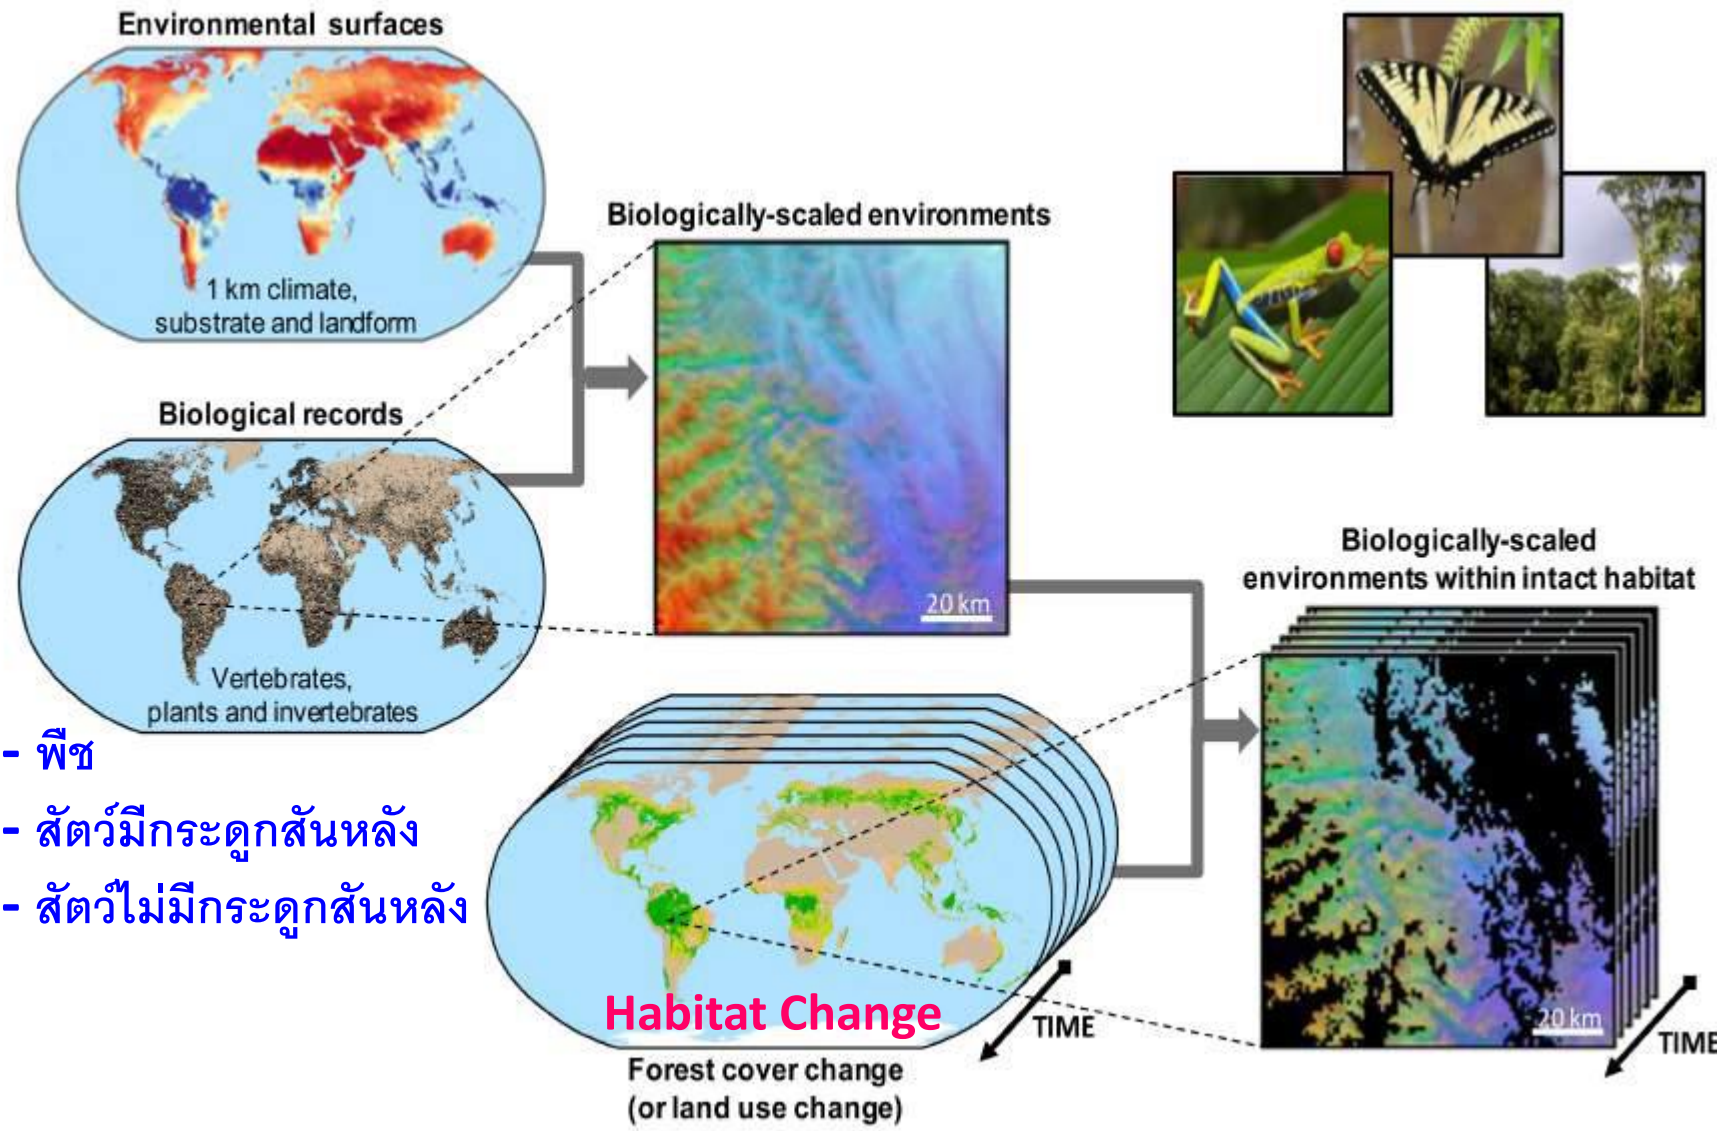 Environmental surfaces
1 km climate,
substrate and landform
Biological records
Vertebrates,
plants and invertebrates
- พืช
- สัตว์มีกระดูกสันหลัง
- สัตว์ไม่มีกระดูกสันหลัง
Biologically-scaled environments
20 km
Habitat Change
TIME
Forest cover change
(or land use change)
Biologically-scaled
environments within intact habitat
20 km
TIME